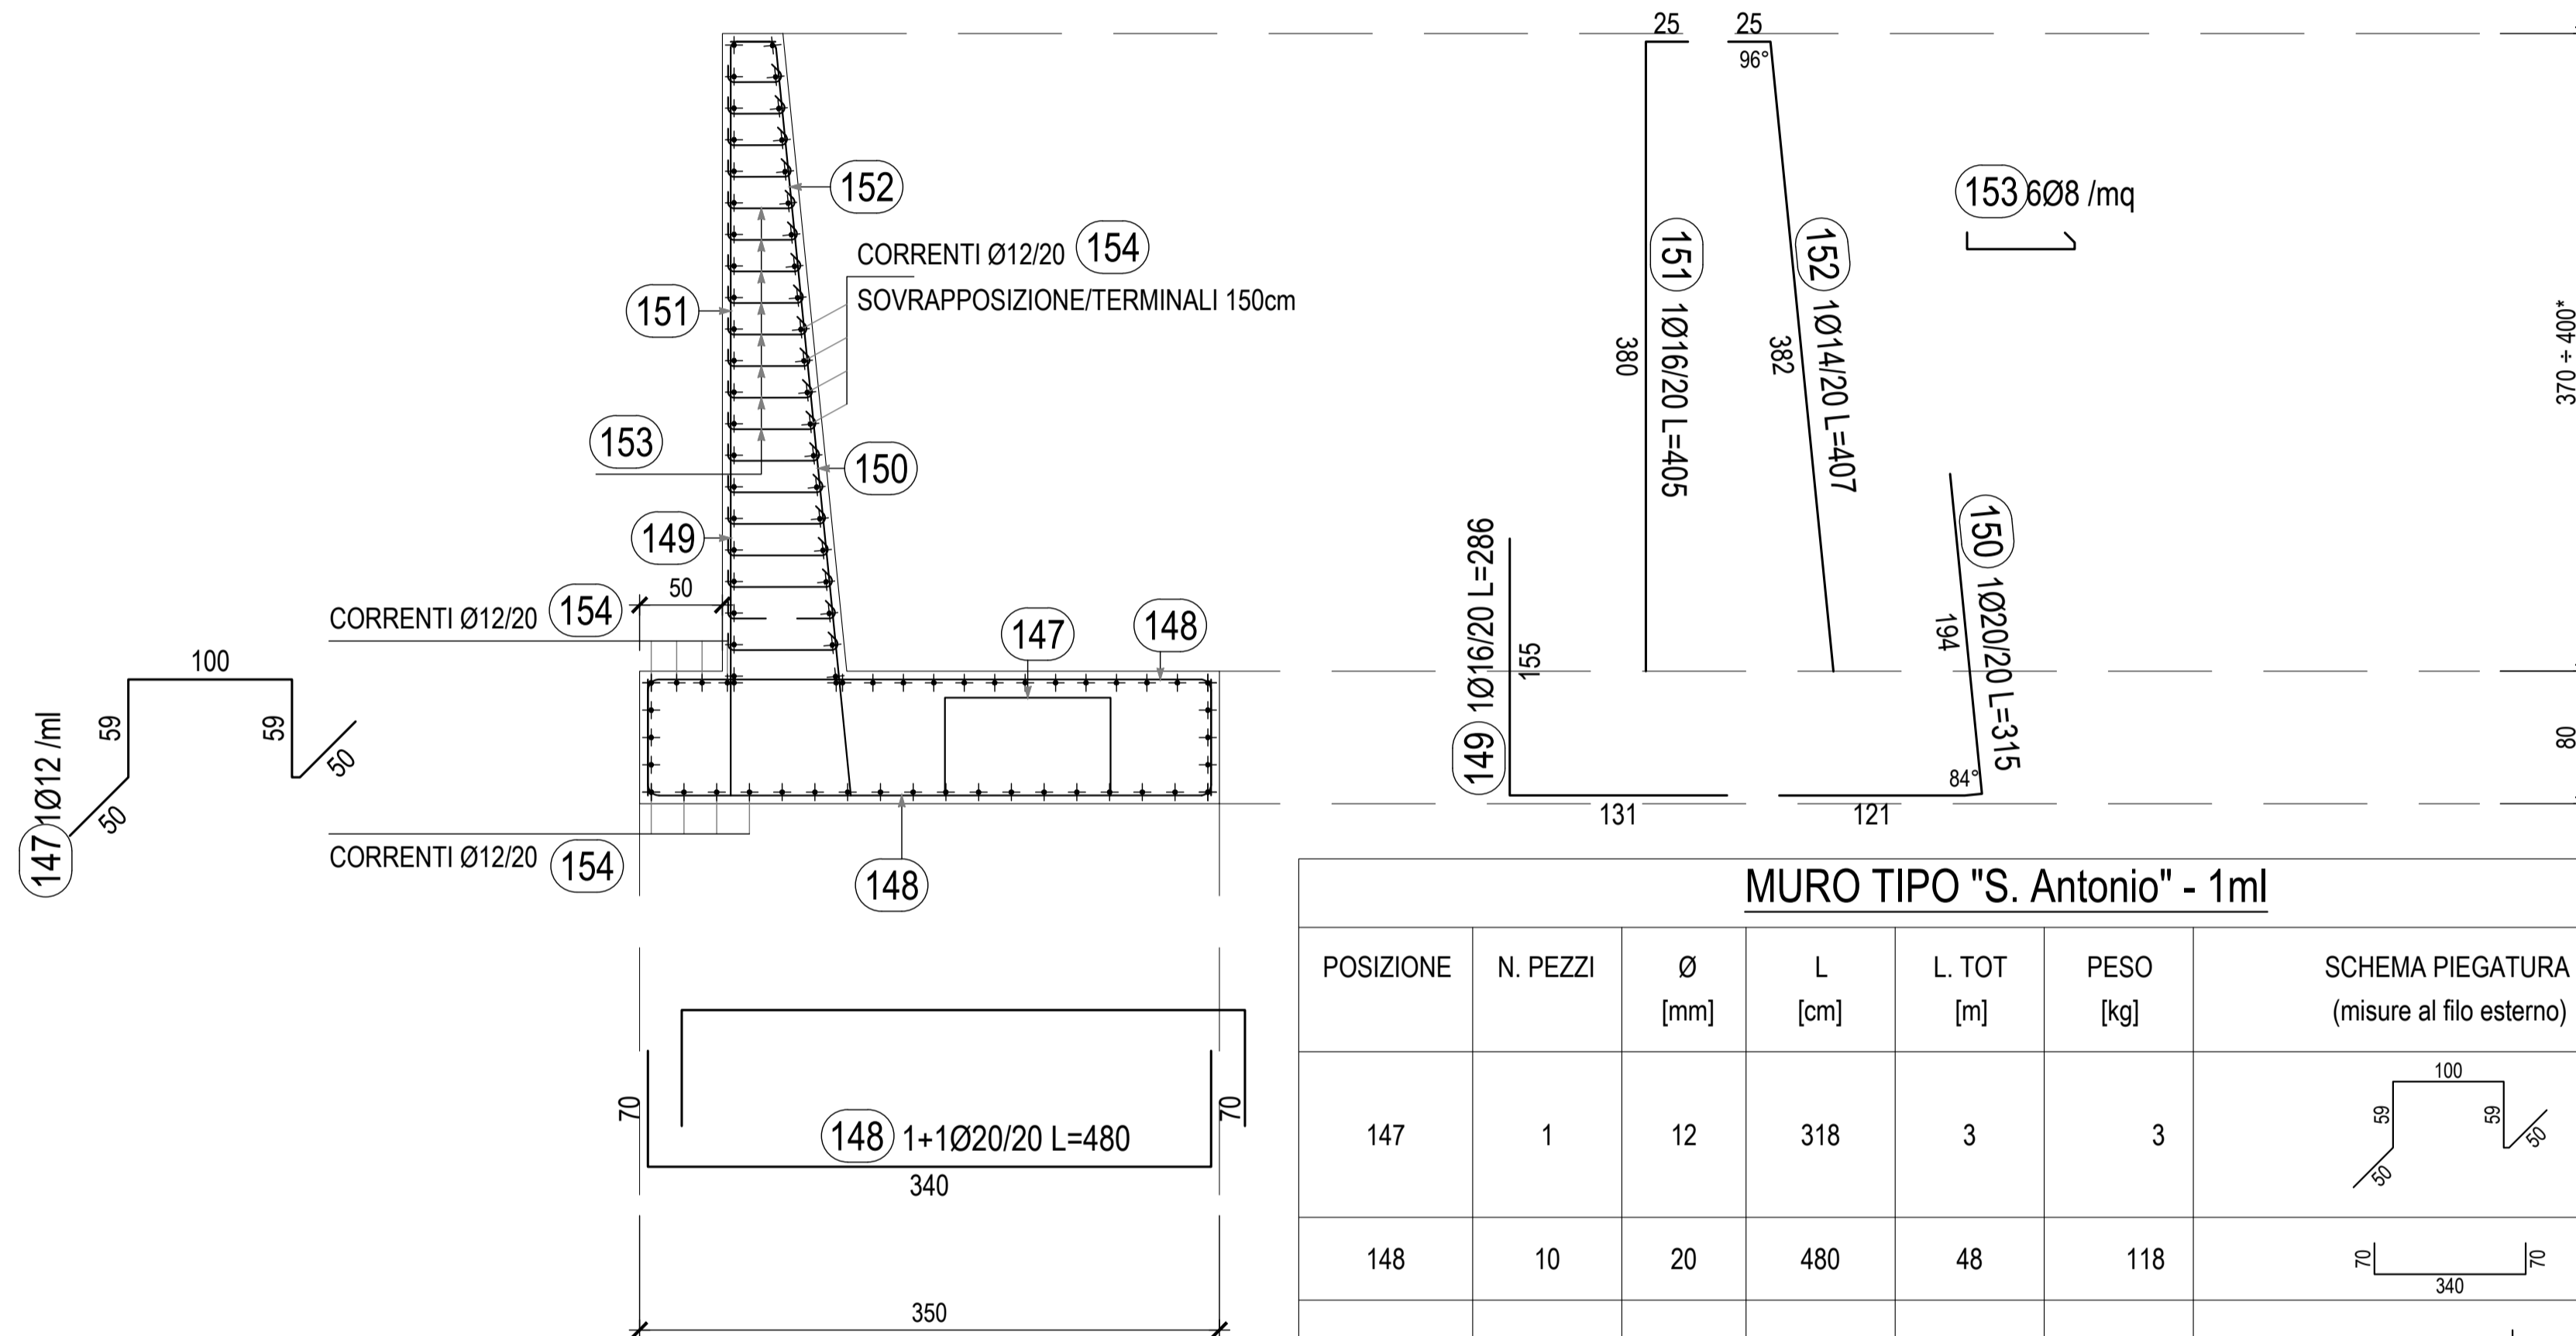 25
25
96°
152
153 6Ø8 /mq
CORRENTI Ø12/20 154
SOVRAPPOSIZIONE/TERMINALI 150cm
151
151 1Ø16/20 L=405
380
152 1Ø14/20 L=407
382
370 ÷ 400*
153
150
149
50
CORRENTI Ø12/20 154
147
148
149 1Ø16/20 L=286
155
131
150 1Ø20/20 L=315
194
84°
121
80
100
59
59
50
50
147 1Ø12 /ml
CORRENTI Ø12/20 154
148
70
70
148 1+1Ø20/20 L=480
340
350
MURO TIPO "S. Antonio" - 1ml
POSIZIONE N. PEZZI Ø [mm] L [cm] L. TOT [m] PESO [kg] SCHEMA PIEGATURA (misure al filo esterno)
147 1 12 318 3 3
100
59
59
50
50
148 10 20 480 48 118
70
70
340